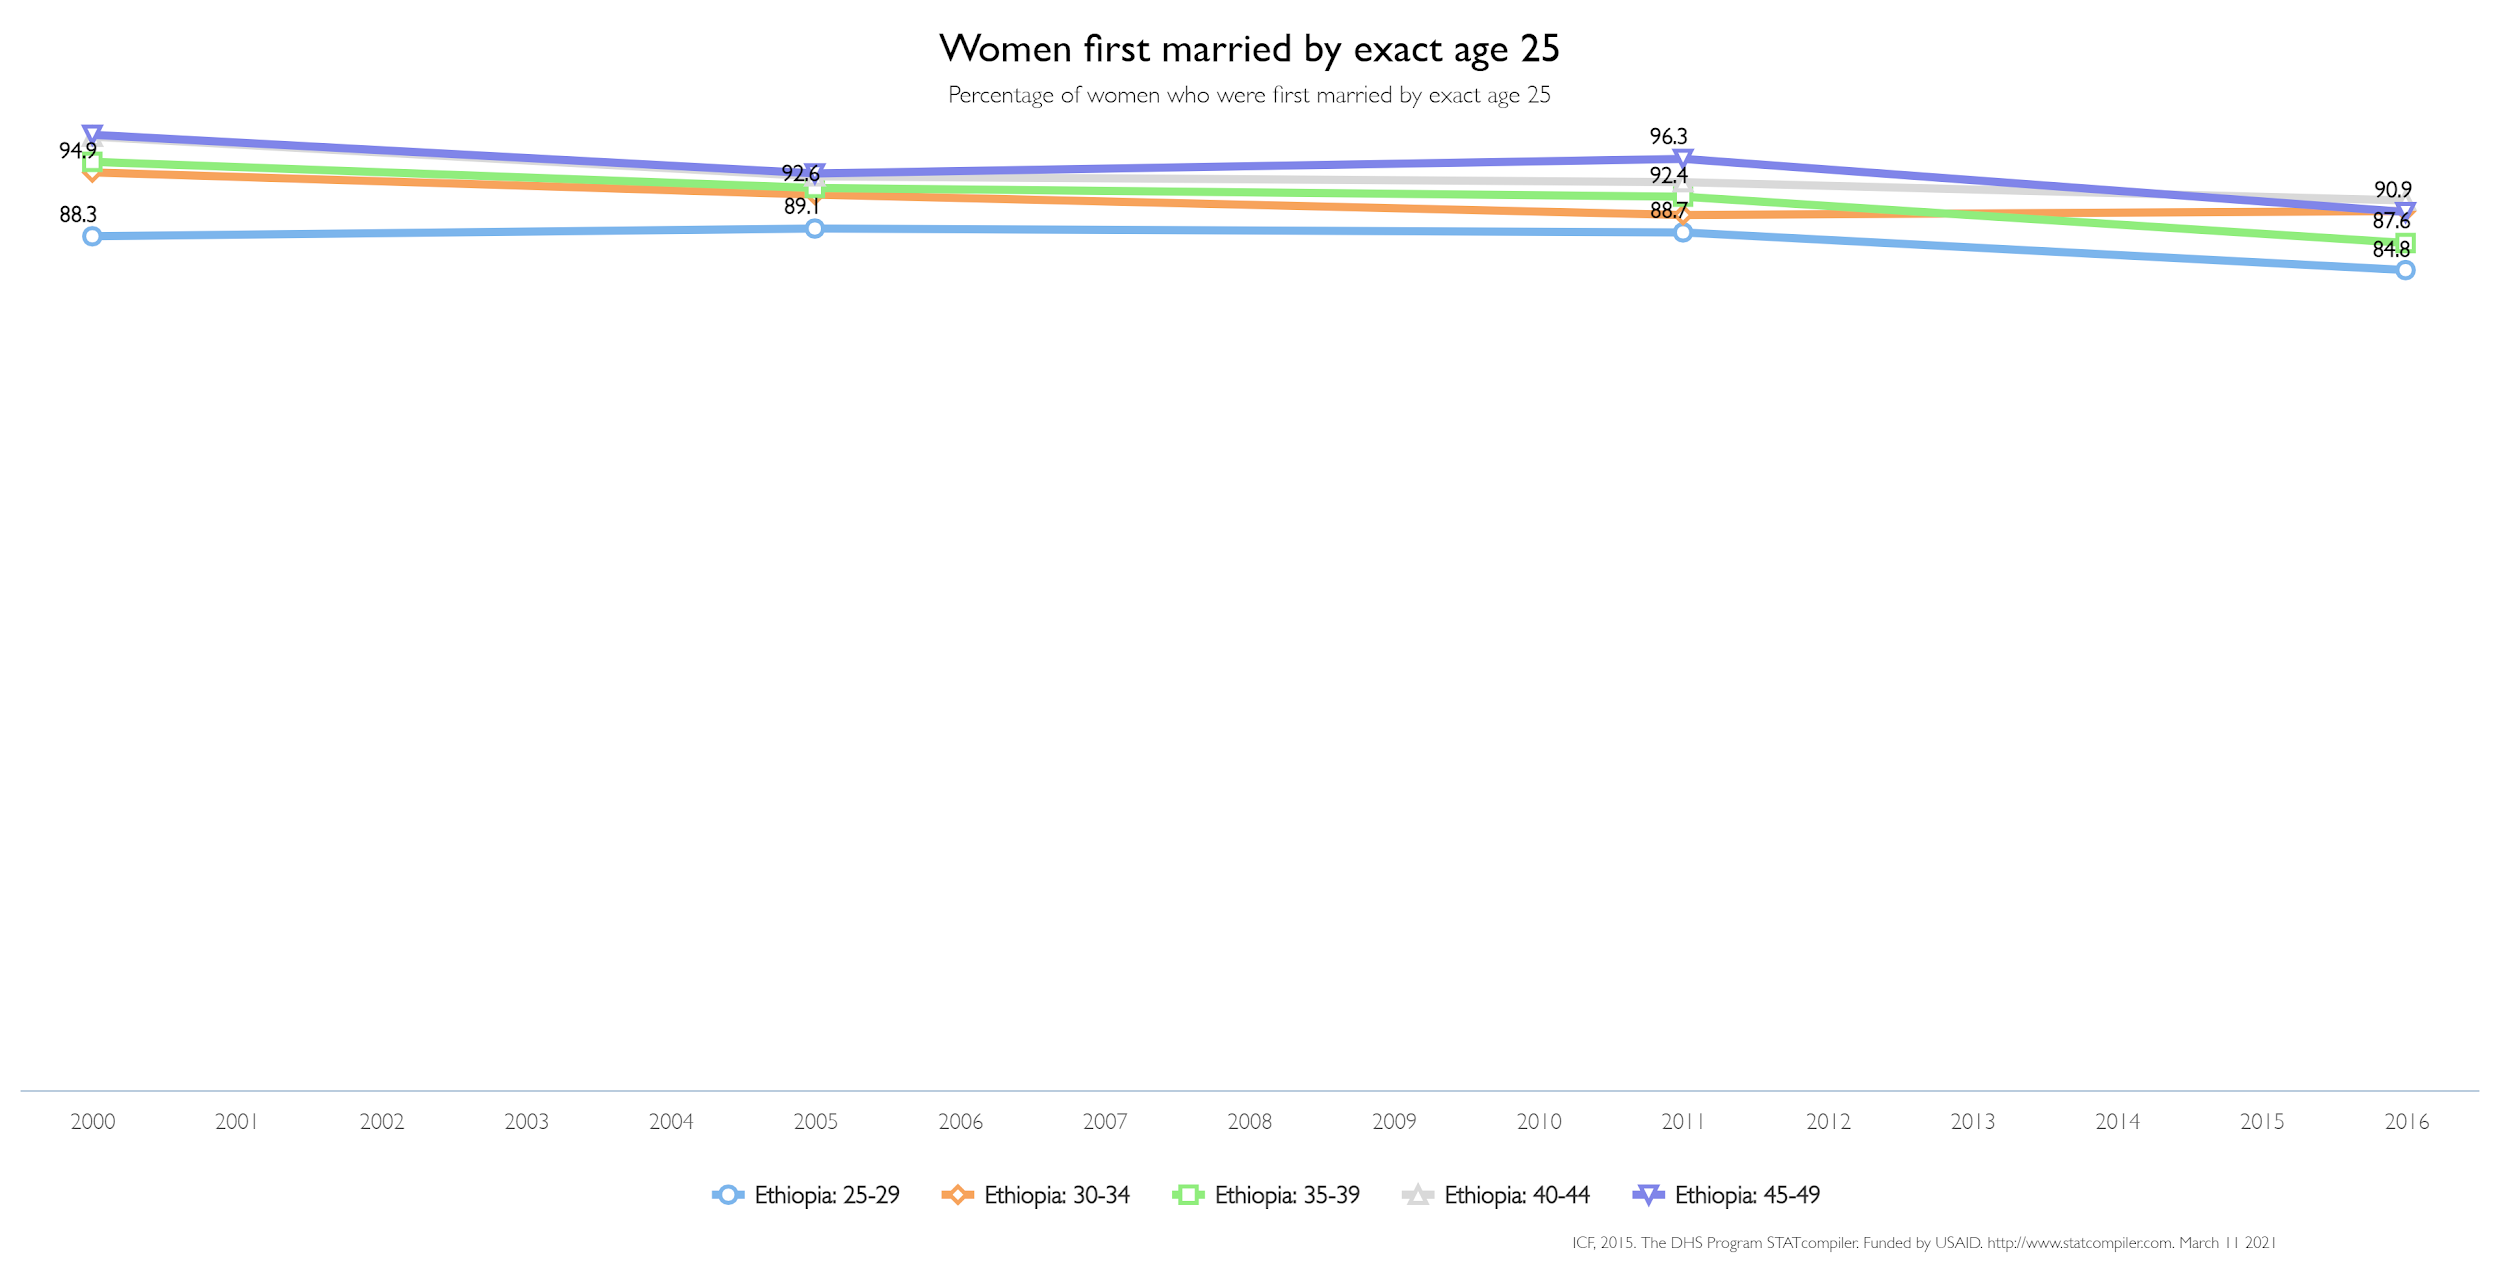 Women first married by exact age 25
Percentage of women who were first married by exact age 25
94.9
88.3
92.6
89.1
96.3
92.4
88.7
90.9
87.6
84.8
2000 2001 2002 2003 2004 2005 2006 2007 2008 2009 2010 2011 2012 2013 2014 2015 2016
Ethiopia: 25-29 Ethiopia: 30-34 Ethiopia: 35-39 Ethiopia: 40-44 Ethiopia: 45-49
ICF, 2015. The DHS Program STATcompiler. Funded by USAID. http://www.statcompiler.com. March 11 2021